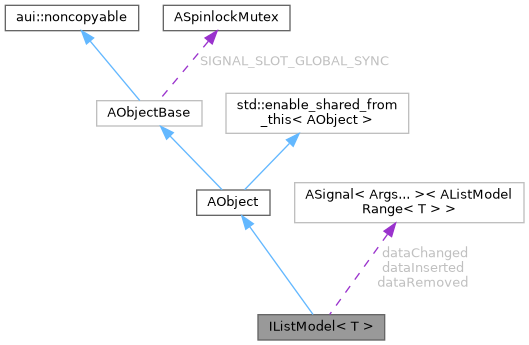 aui::noncopyable
ASpinlockMutex
SIGNAL_SLOT_GLOBAL_SYNC
AObjectBase
std::enable_shared_from
_this< AObject >
AObject
ASignal< Args... >< AListModel
Range< T > >
dataChanged
dataInserted
dataRemoved
IListModel< T >